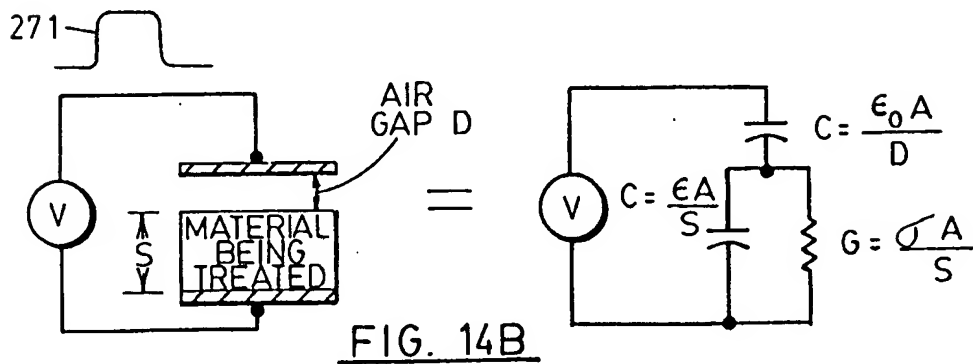 271
AIR
GAP D
V
S
MATERIAL
BEING
TREATED
=
V
C = ε₀A / D
C = εA / S
G = σA / S
FIG. 14B